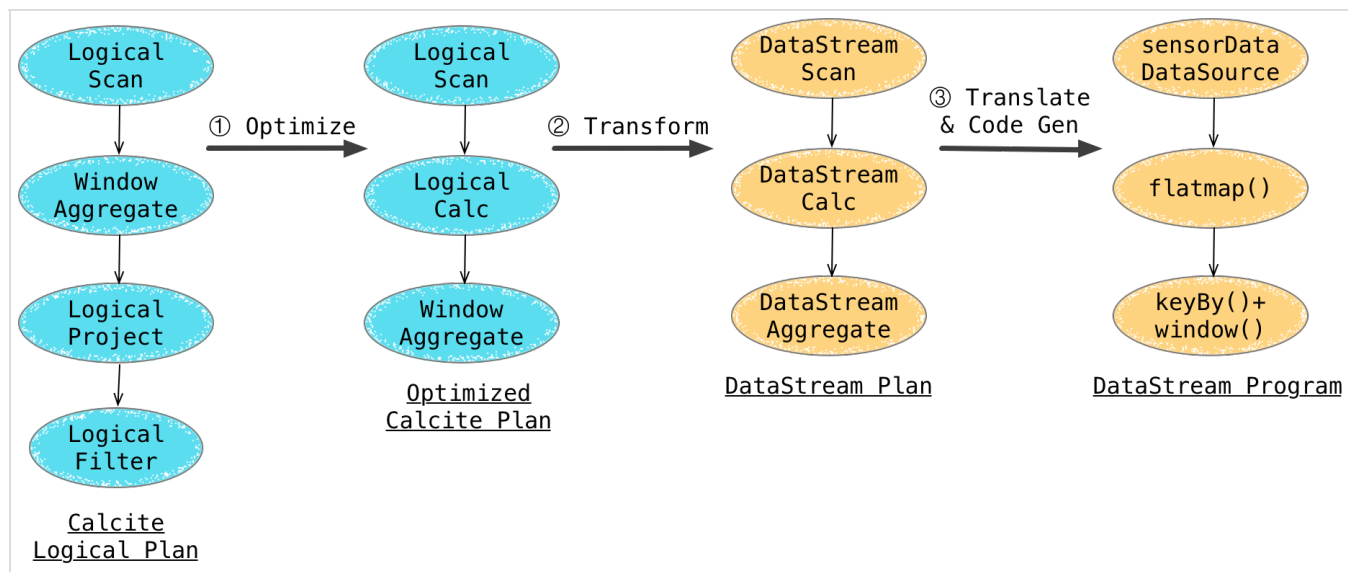 Logical
Scan
Window
Aggregate
Logical
Project
Logical
Filter
Calcite
Logical Plan
① Optimize
Logical
Scan
Logical
Calc
Window
Aggregate
Optimized
Calcite Plan
② Transform
DataStream
Scan
DataStream
Calc
DataStream
Aggregate
DataStream Plan
③ Translate
& Code Gen
sensorData
DataSource
flatmap()
keyBy()+
window()
DataStream Program